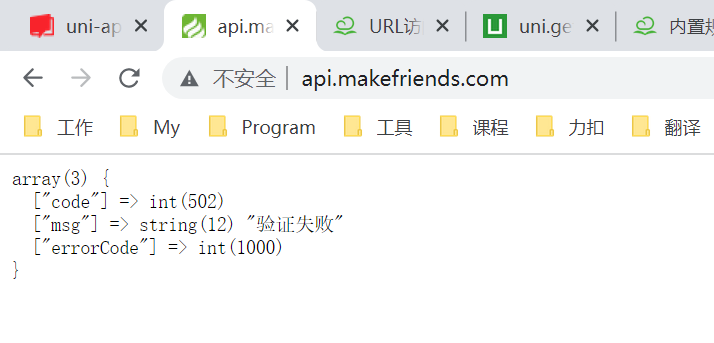 uni-ap
api.ma
URL访
uni.ge
内置规
不安全 api.makefriends.com
工作 My Program 工具 课程 力扣 翻译
array(3) {
["code"] => int(502)
["msg"] => string(12) "验证失败"
["errorCode"] => int(1000)
}